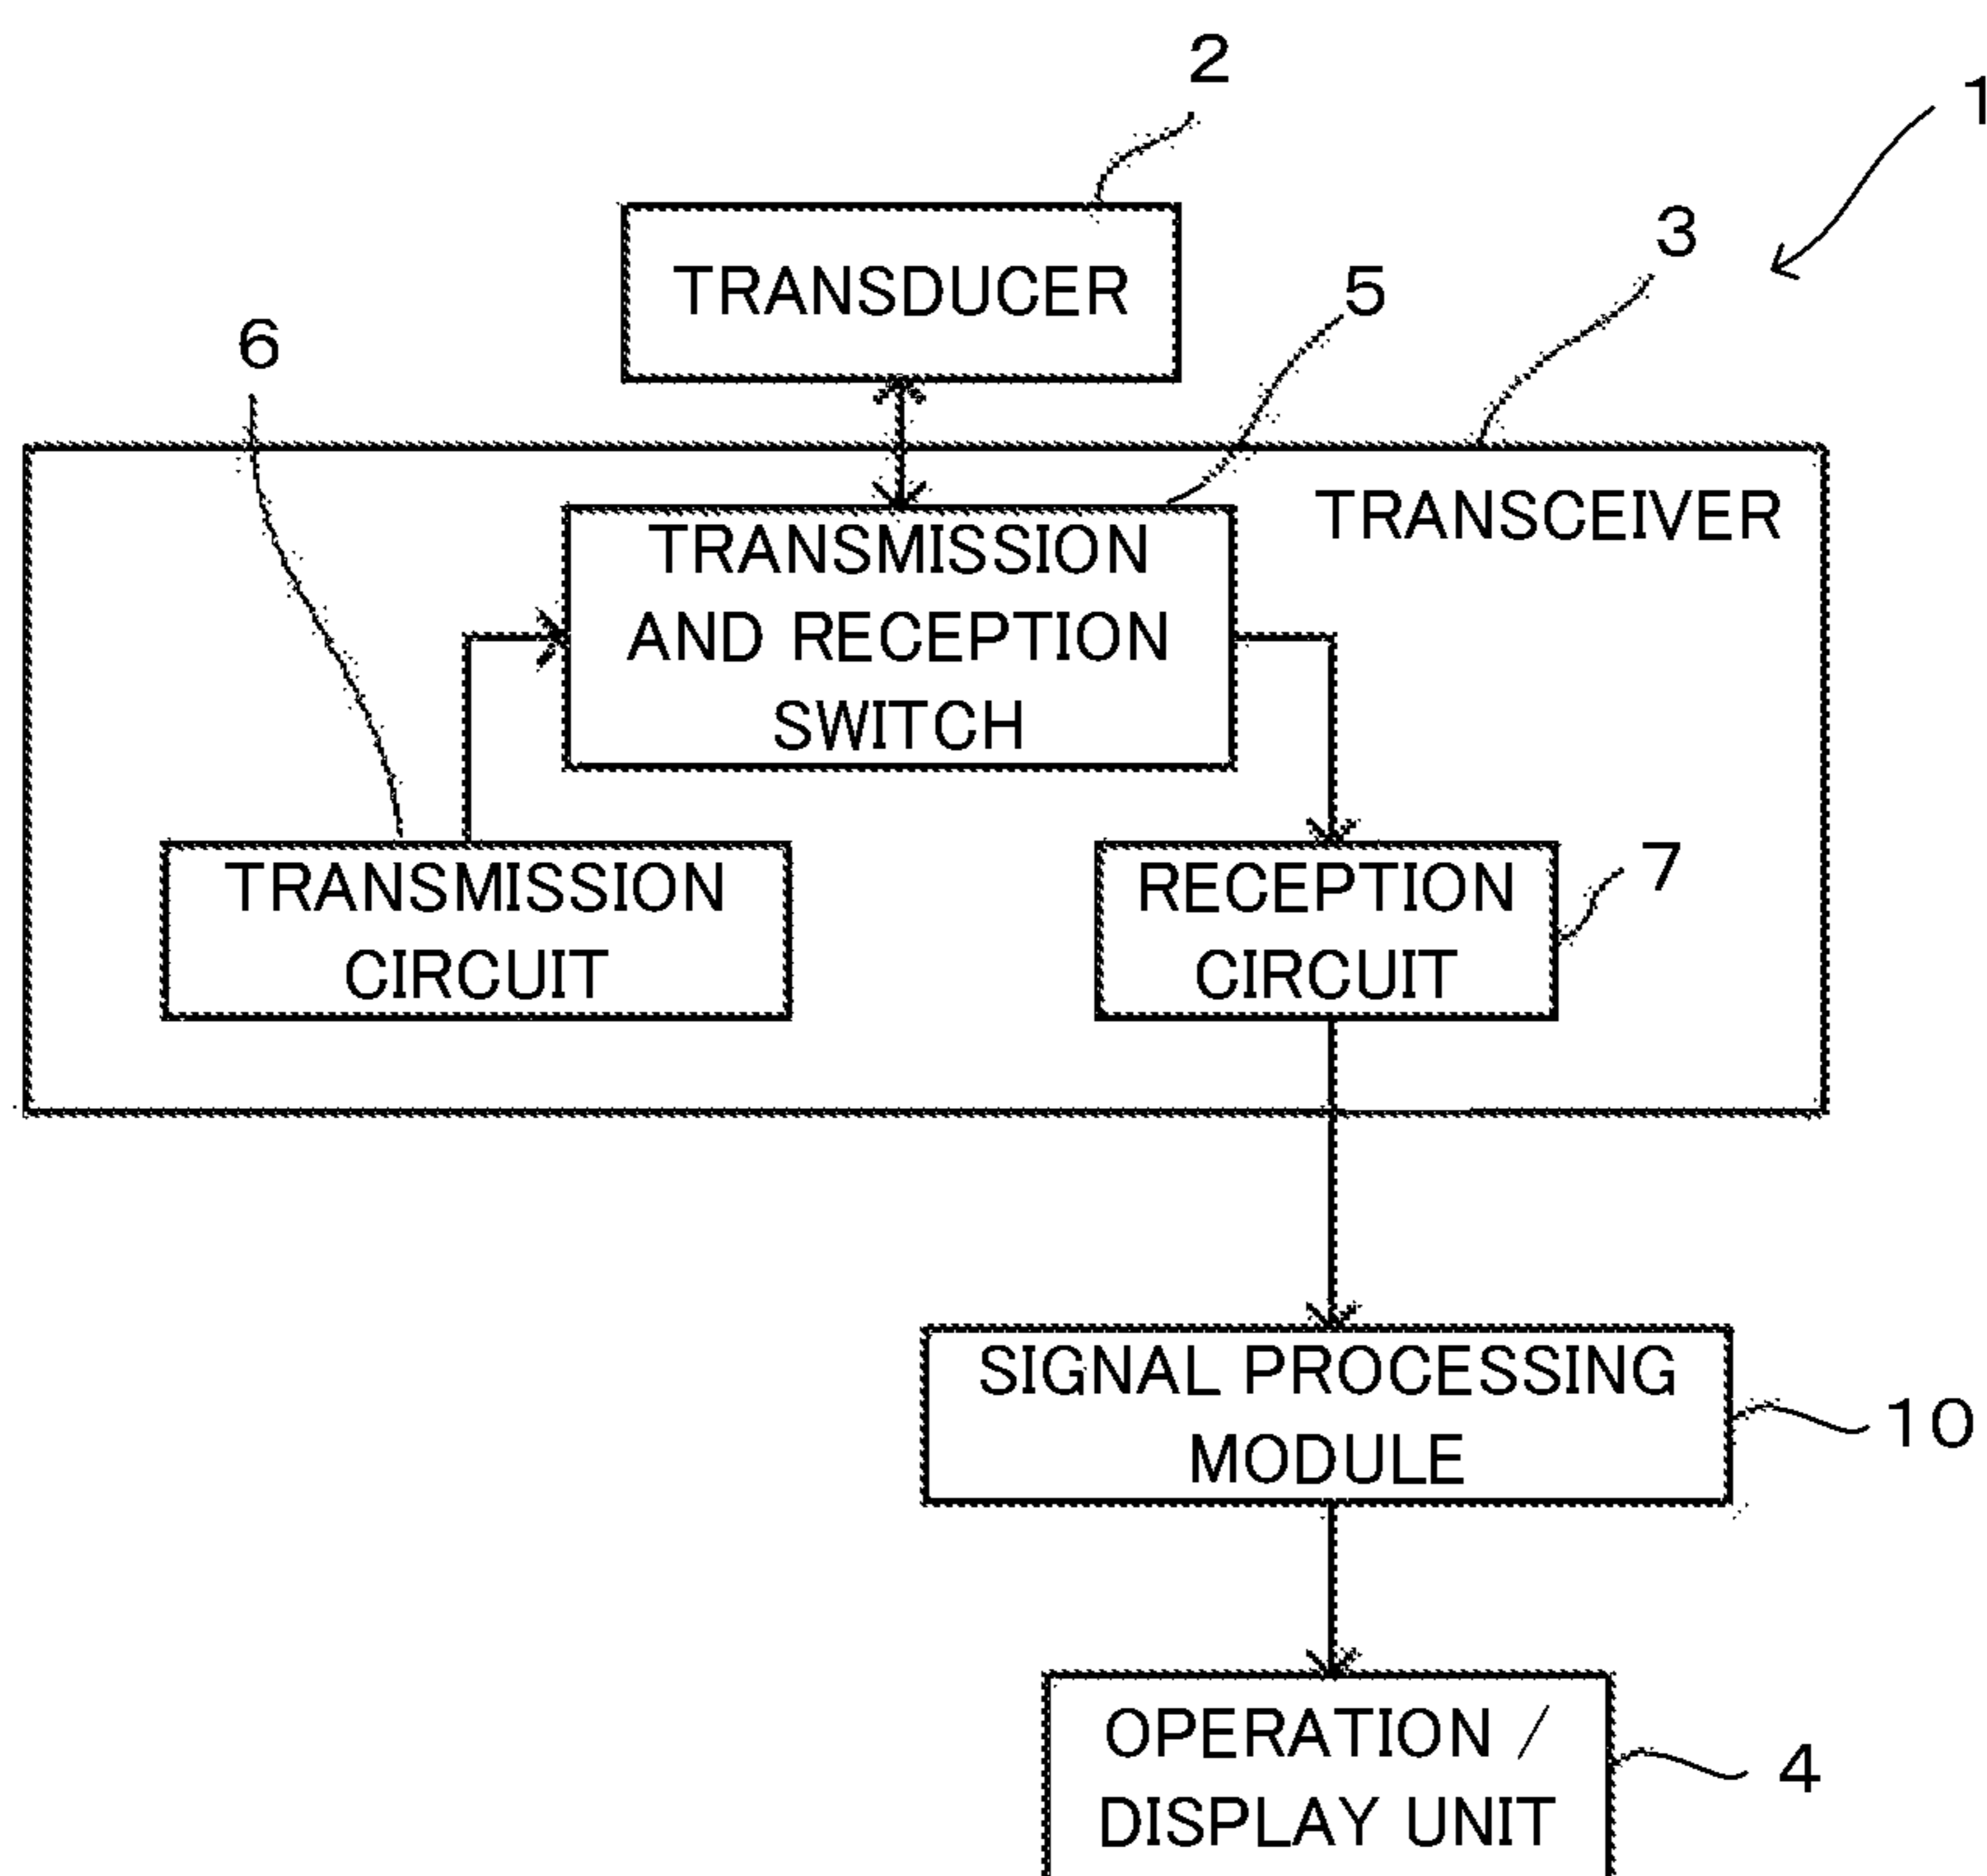 2
1
TRANSDUCER
3
5
6
TRANSCEIVER
TRANSMISSION
AND RECEPTION
SWITCH
TRANSMISSION
CIRCUIT
RECEPTION
CIRCUIT
7
SIGNAL PROCESSING
MODULE
10
OPERATION /
DISPLAY UNIT
4